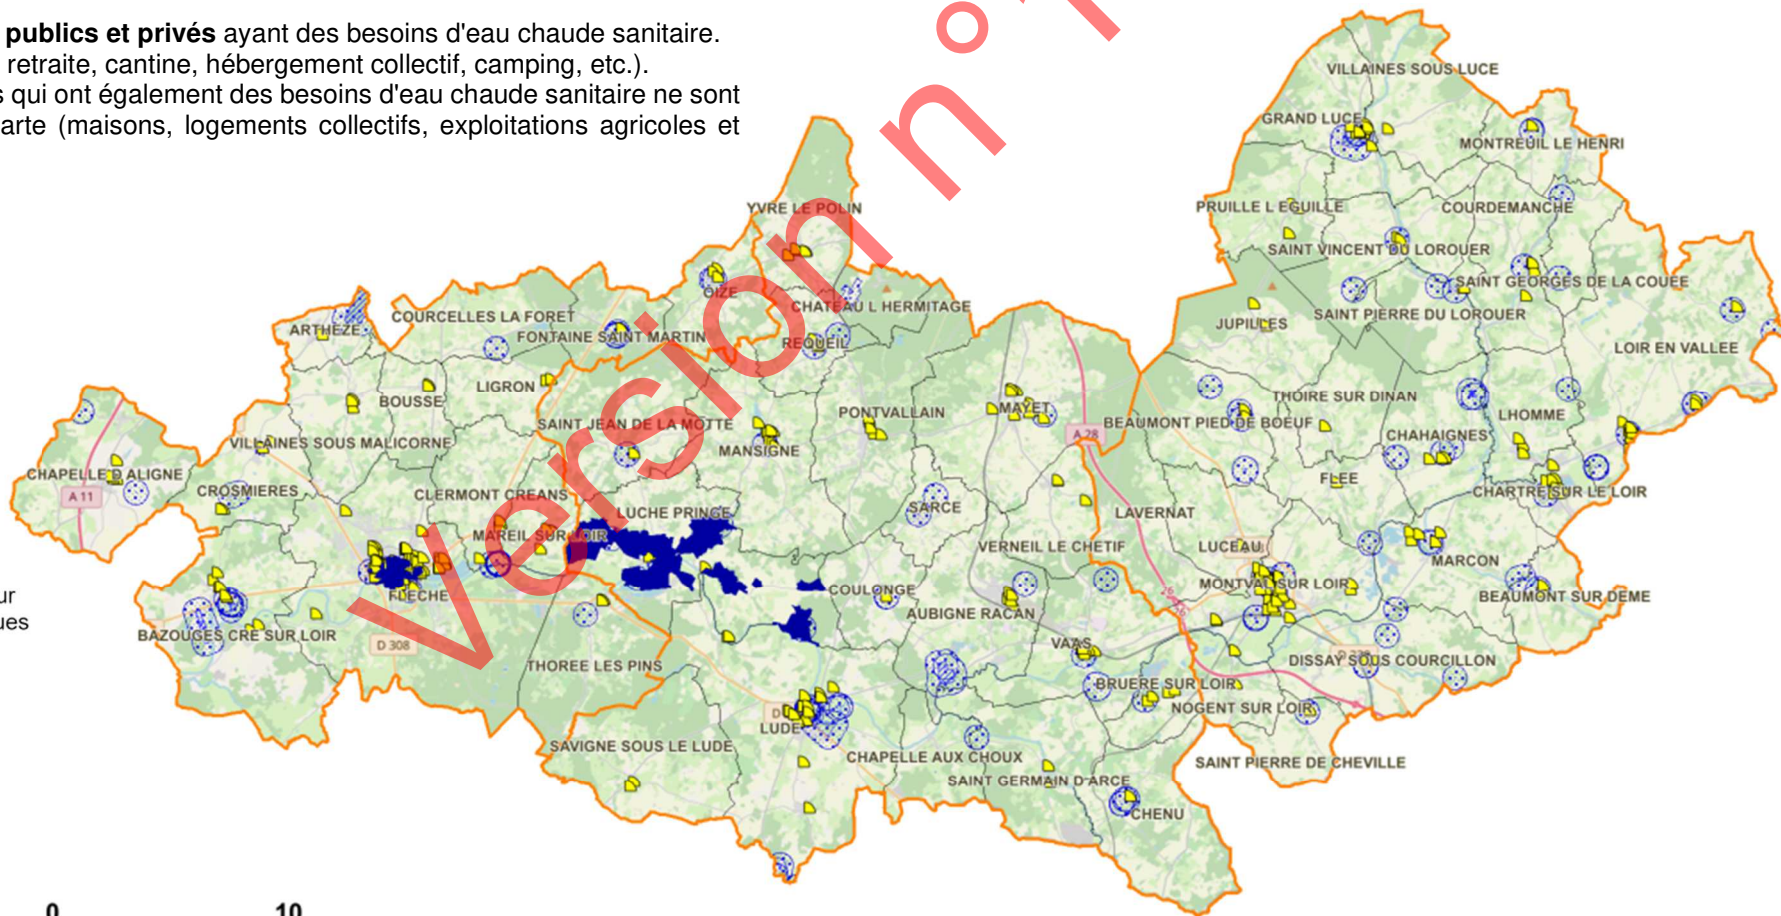 publics et privés ayant des besoins d'eau chaude sanitaire.
retraite, cantine, hébergement collectif, camping, etc.).
s qui ont également des besoins d'eau chaude sanitaire ne sont
arte (maisons, logements collectifs, exploitations agricoles et
Version n°
VILLAINES SOUS LUCE
GRAND LUCE
MONTREUIL LE HENRI
YVRE LE POLIN
PRUILLE L EGUILLE
COURDEMANCHE
SAINT VINCENT DU LOROUER
OIZE
SAINT GEORGES DE LA COUEE
CHATEAU L HERMITAGE
COURCELLES LA FORET
SAINT PIERRE DU LOROUER
ARTHEZE
JUPILLES
FONTAINE SAINT MARTIN
REQUEIL
LOIR EN VALLEE
LIGRON
BOUSSE
THOIRE SUR DINAN
MAYET
PONTVALLAIN
LHOMME
SAINT JEAN DE LA MOTTE
BEAUMONT PIED DE BOEUF
A 28
CHAHAIGNES
VILLAINES SOUS MALICORNE
MANSIGNE
CHAPELLE D ALIGNE
FLEE
CROSMIERES
CHARTRE SUR LE LOIR
A 11
CLERMONT CREANS
SARCE
LUCHE PRINGE
LAVERNAT
MAREIL SUR LOIR
VERNEIL LE CHETIF
LUCEAU
MARCON
MONTVAL SUR LOIR
COULONGE
FLECHE
ur
BEAUMONT SUR DEME
AUBIGNE RACAN
ues
BAZOUGES CRE SUR LOIR
D 308
VAAS
DISSAY SOUS COURCILLON
THOREE LES PINS
BRUERE SUR LOIR
NOGENT SUR LOIR
D
LUDE
SAVIGNE SOUS LE LUDE
CHAPELLE AUX CHOUX
SAINT PIERRE DE CHEVILLE
SAINT GERMAIN D ARCE
CHENU
0 10